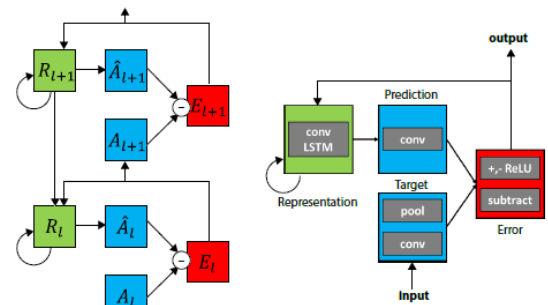 R_{l+1}
Â_{l+1}
E_{l+1}
A_{l+1}
-
R_l
Â_l
E_l
A_l
-
output
Prediction
conv
LSTM
conv
Representation
Target
pool
conv
+,- ReLU
subtract
Error
input